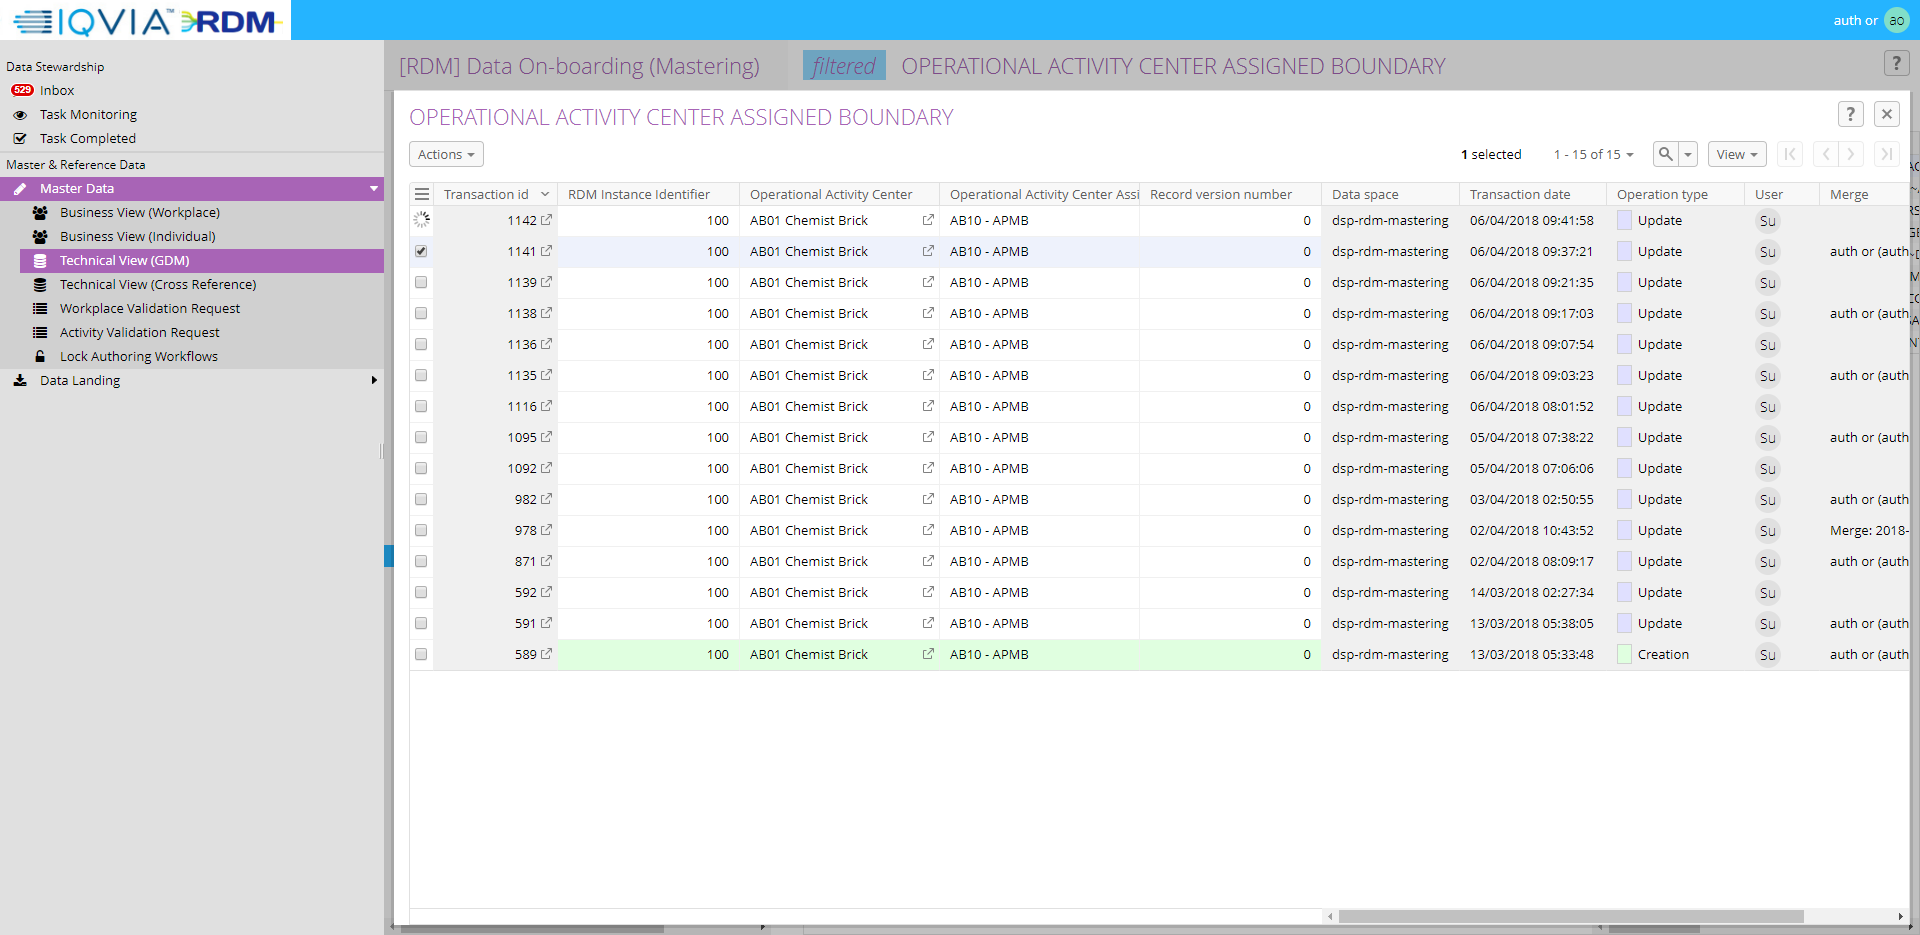 IQVIA™ RDM
auth or ao
Data Stewardship
529 Inbox
Task Monitoring
Task Completed
Master & Reference Data
Master Data
Business View (Workplace)
Business View (Individual)
Technical View (GDM)
Technical View (Cross Reference)
Workplace Validation Request
Activity Validation Request
Lock Authoring Workflows
Data Landing
[RDM] Data On-boarding (Mastering) filtered OPERATIONAL ACTIVITY CENTER ASSIGNED BOUNDARY ?
OPERATIONAL ACTIVITY CENTER ASSIGNED BOUNDARY ?
Actions 1 selected 1 - 15 of 15 View
Transaction id RDM Instance Identifier Operational Activity Center Operational Activity Center Assi Record version number Data space Transaction date Operation type User Merge
1142 100 AB01 Chemist Brick AB10 - APMB 0 dsp-rdm-mastering 06/04/2018 09:41:58 Update Su
1141 100 AB01 Chemist Brick AB10 - APMB 0 dsp-rdm-mastering 06/04/2018 09:37:21 Update Su auth or (auth
1139 100 AB01 Chemist Brick AB10 - APMB 0 dsp-rdm-mastering 06/04/2018 09:21:35 Update Su
1138 100 AB01 Chemist Brick AB10 - APMB 0 dsp-rdm-mastering 06/04/2018 09:17:03 Update Su auth or (auth
1136 100 AB01 Chemist Brick AB10 - APMB 0 dsp-rdm-mastering 06/04/2018 09:07:54 Update Su
1135 100 AB01 Chemist Brick AB10 - APMB 0 dsp-rdm-mastering 06/04/2018 09:03:23 Update Su auth or (auth
1116 100 AB01 Chemist Brick AB10 - APMB 0 dsp-rdm-mastering 06/04/2018 08:01:52 Update Su
1095 100 AB01 Chemist Brick AB10 - APMB 0 dsp-rdm-mastering 05/04/2018 07:38:22 Update Su auth or (auth
1092 100 AB01 Chemist Brick AB10 - APMB 0 dsp-rdm-mastering 05/04/2018 07:06:06 Update Su
982 100 AB01 Chemist Brick AB10 - APMB 0 dsp-rdm-mastering 03/04/2018 02:50:55 Update Su auth or (auth
978 100 AB01 Chemist Brick AB10 - APMB 0 dsp-rdm-mastering 02/04/2018 10:43:52 Update Su Merge: 2018-
871 100 AB01 Chemist Brick AB10 - APMB 0 dsp-rdm-mastering 02/04/2018 08:09:17 Update Su auth or (auth
592 100 AB01 Chemist Brick AB10 - APMB 0 dsp-rdm-mastering 14/03/2018 02:27:34 Update Su
591 100 AB01 Chemist Brick AB10 - APMB 0 dsp-rdm-mastering 13/03/2018 05:38:05 Update Su auth or (auth
589 100 AB01 Chemist Brick AB10 - APMB 0 dsp-rdm-mastering 13/03/2018 05:33:48 Creation Su auth or (auth